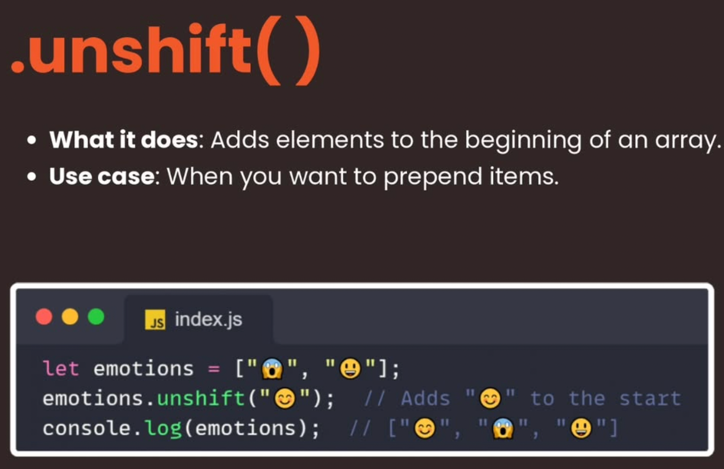 .unshift( )
• What it does: Adds elements to the beginning of an array.
• Use case: When you want to prepend items.
JS index.js
let emotions = ["😱", "😃"];
emotions.unshift("😊"); // Adds "😊" to the start
console.log(emotions); // ["😊", "😱", "😃"]